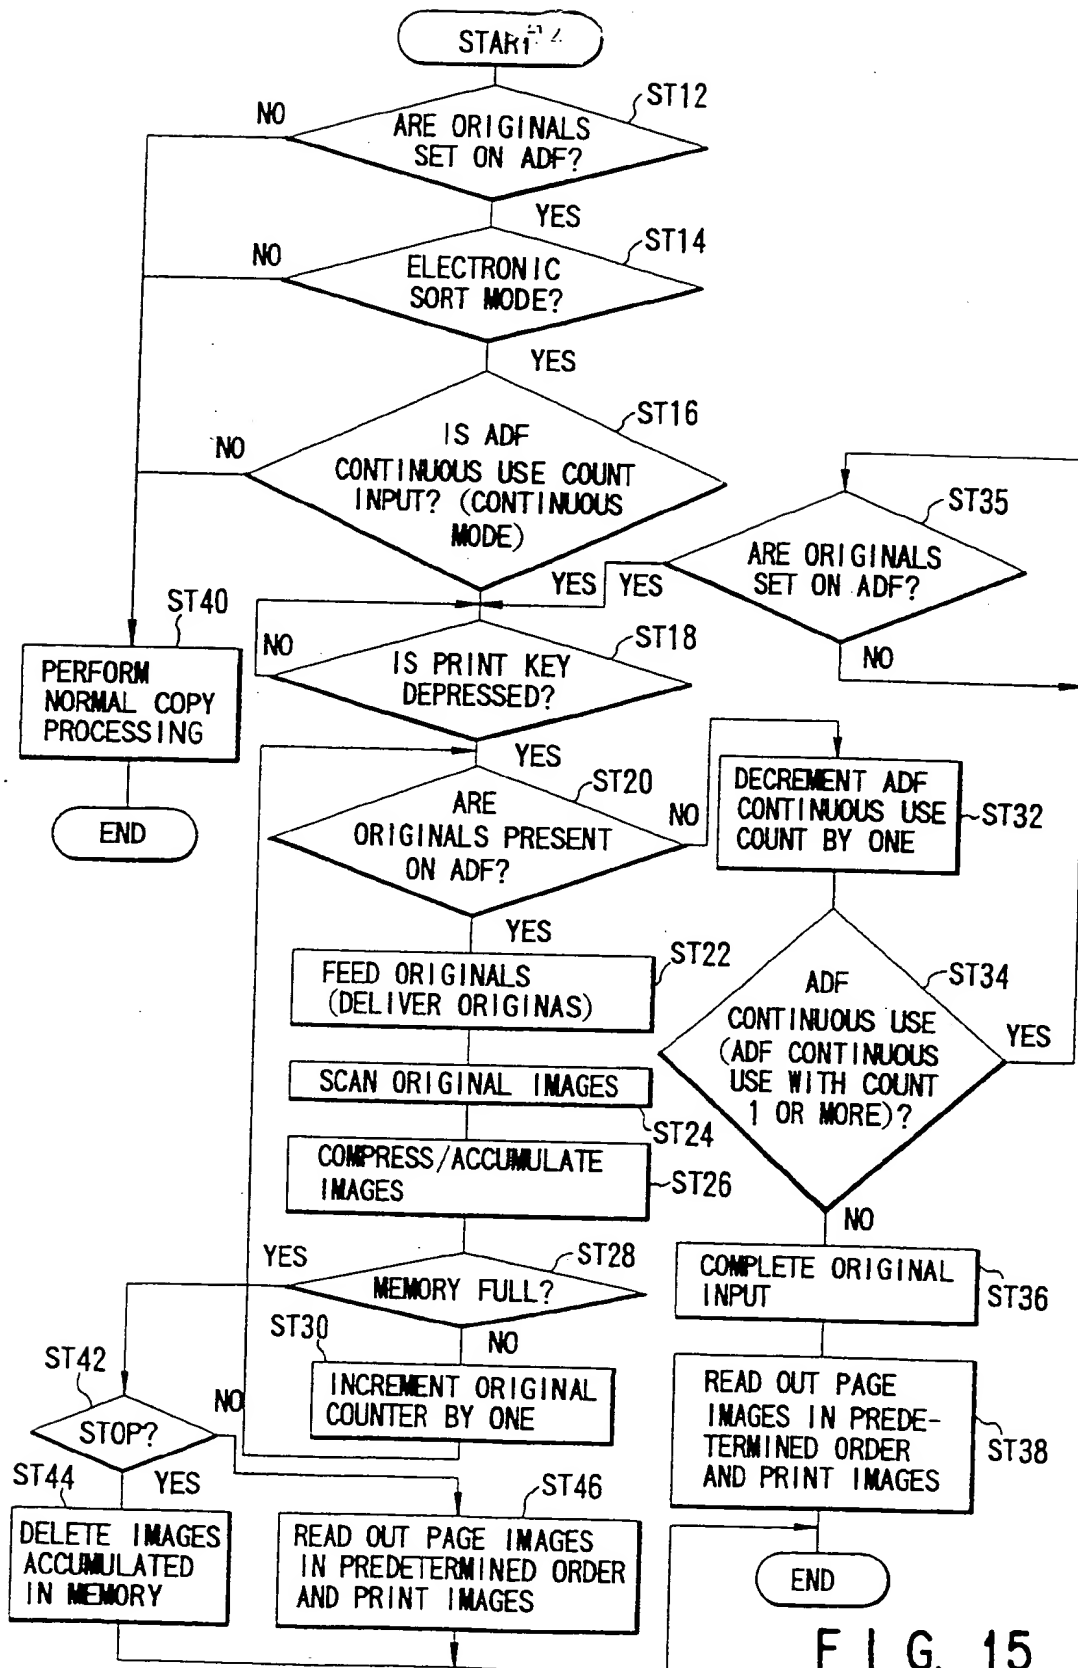 START
ST12
NO
ARE ORIGINALS
SET ON ADF?
YES
ST14
NO
ELECTRONIC
SORT MODE?
YES
ST16
NO
IS ADF
CONTINUOUS USE COUNT
INPUT? (CONTINUOUS
MODE)
YES
ST35
ARE ORIGINALS
SET ON ADF?
YES
NO
ST40
PERFORM
NORMAL COPY
PROCESSING
END
ST18
NO
IS PRINT KEY
DEPRESSED?
YES
ST20
ARE
ORIGINALS PRESENT
ON ADF?
NO
DECREMENT ADF
CONTINUOUS USE
COUNT BY ONE
ST32
YES
ST22
FEED ORIGINALS
(DELIVER ORIGINAS)
ST34
ADF
CONTINUOUS USE
(ADF CONTINUOUS
USE WITH COUNT
1 OR MORE)?
YES
SCAN ORIGINAL IMAGES
ST24
COMPRESS/ACCUMULATE
IMAGES
ST26
NO
YES
ST28
MEMORY FULL?
COMPLETE ORIGINAL
INPUT
ST36
ST30
NO
INCREMENT ORIGINAL
COUNTER BY ONE
ST42
NO
STOP?
READ OUT PAGE
IMAGES IN PREDE-
TERMINED ORDER
AND PRINT IMAGES
ST38
ST44
YES
DELETE IMAGES
ACCUMULATED
IN MEMORY
ST46
READ OUT PAGE IMAGES
IN PREDETERMINED ORDER
AND PRINT IMAGES
END
FIG. 15